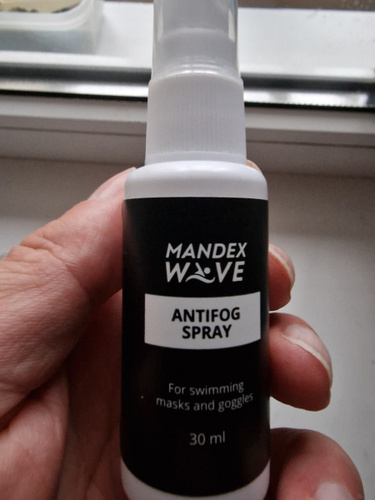 MANDEX
WAVE
ANTIFOG
SPRAY
For swimming
masks and goggles
30 ml